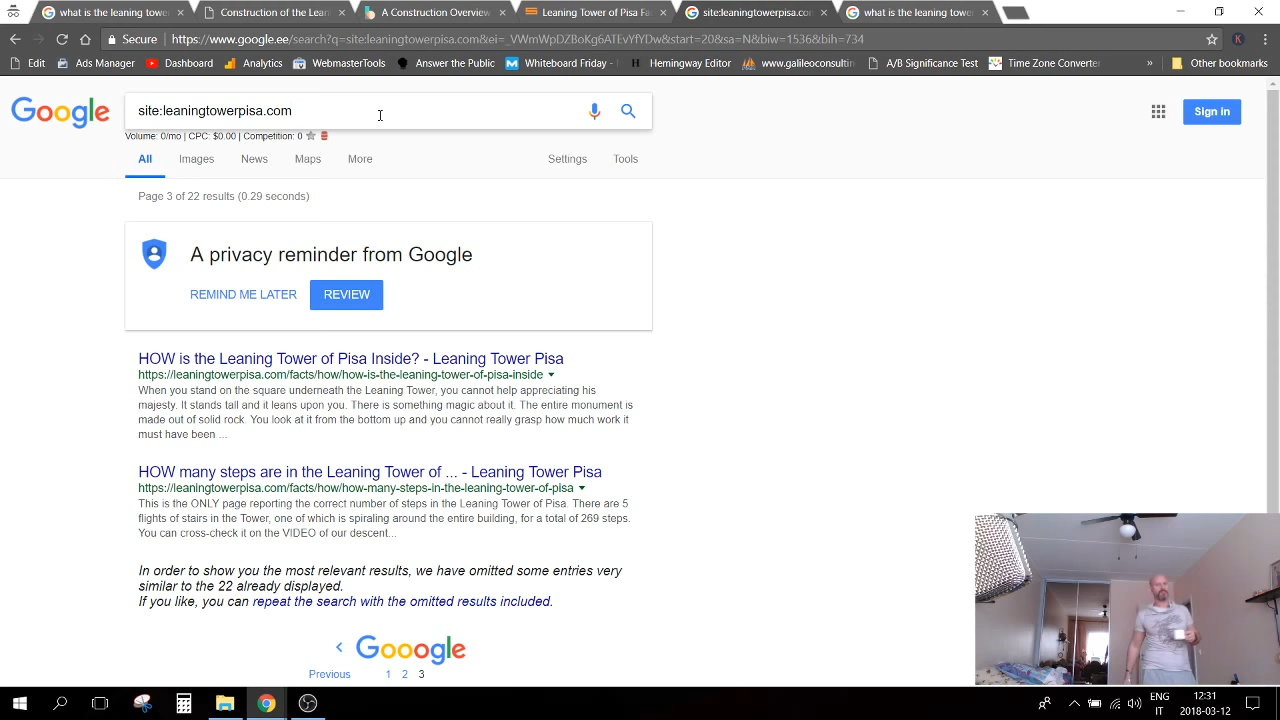 what is the leaning towe
Construction of the Lean
A Construction Overview
Leaning Tower of Pisa Fa
site:leaningtowerpisa.co
what is the leaning towe
Secure
https://www.google.ee/search?q=site:leaningtowerpisa.com&ei=_VWmWpDZBoKg6ATEvYfYDw&start=20&sa=N&biw=1536&bih=734
K
Edit
Ads Manager
Dashboard
Analytics
WebmasterTools
Answer the Public
Whiteboard Friday -
Hemingway Editor
www.galileoconsultin
A/B Significance Test
Time Zone Converter
»
Other bookmarks
Google
site:leaningtowerpisa.com
Sign in
Volume: 0/mo | CPC: $0.00 | Competition: 0
All
Images
News
Maps
More
Settings
Tools
Page 3 of 22 results (0.29 seconds)
A privacy reminder from Google
REMIND ME LATER
REVIEW
HOW is the Leaning Tower of Pisa Inside? - Leaning Tower Pisa
https://leaningtowerpisa.com/facts/how/how-is-the-leaning-tower-of-pisa-inside
When you stand on the square underneath the Leaning Tower, you cannot help appreciating his
majesty. It stands tall and it leans upon you. There is something magic about it. The entire monument is
made out of solid rock. You look at it from the bottom up and you cannot really grasp how much work it
must have been ...
HOW many steps are in the Leaning Tower of ... - Leaning Tower Pisa
https://leaningtowerpisa.com/facts/how/how-many-steps-in-the-leaning-tower-of-pisa
This is the ONLY page reporting the correct number of steps in the Leaning Tower of Pisa. There are 5
flights of stairs in the Tower, one of which is spiraling around the entire building, for a total of 269 steps.
You can cross-check it on the VIDEO of our descent...
In order to show you the most relevant results, we have omitted some entries very
similar to the 22 already displayed.
If you like, you can repeat the search with the omitted results included.
< Gooogle
Previous 1 2 3
ENG
IT
12:31
2018-03-12